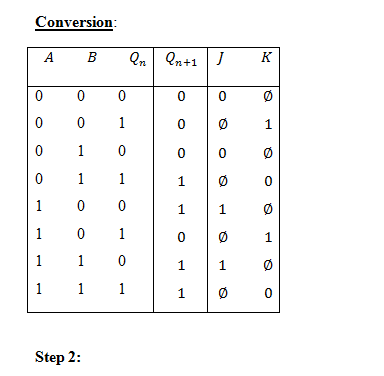 Conversion:
A B Qn Qn+1 J K
0 0 0 0 0 Ø
0 0 1 0 Ø 1
0 1 0 0 0 Ø
0 1 1 1 Ø 0
1 0 0 1 1 Ø
1 0 1 0 Ø 1
1 1 0 1 1 Ø
1 1 1 1 Ø 0
Step 2: